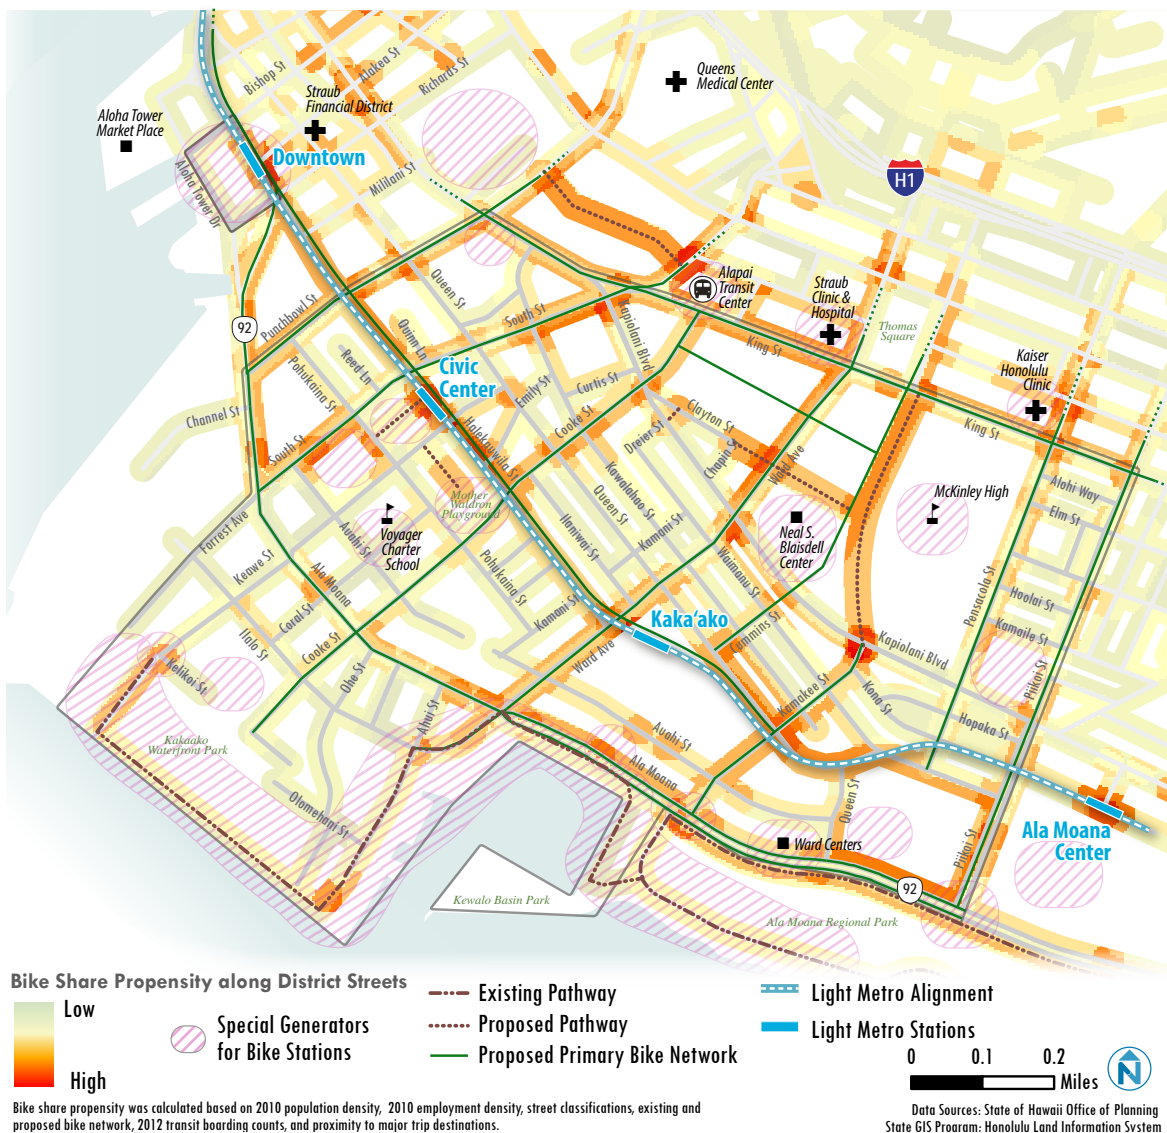 Bishop St
Alakea St
Richards St
Straub
Financial District
Queens
Medical Center
Aloha Tower
Market Place
Downtown
Mililani St
Aloha Tower Dr
H1
Alapai
Transit
Center
Straub
Clinic &
Hospital
Thomas
Square
Kaiser
Honolulu
Clinic
92
Punchbowl St
Queen St
South St
Kapiolani Blvd
King St
Quinn Ln
Reed Ln
Pohukaina St
Civic
Center
Emily St
Curtis St
Cooke St
Clayton St
Dreier St
Chapin St
Ward Ave
King St
Channel St
South St
Halekauwila St
Kawaiahao St
Queen St
Alohi Way
Elm St
McKinley High
Mother
Waldron
Playground
Neal S.
Blaisdell
Center
Voyager
Charter
School
Forrest Ave
Auahi St
Ilaniwai St
Kamani St
Waimanu St
Keawe St
Ala Moana
Pohukaina St
Kamani St
Pensacola St
Hoolai St
Kamaile St
Coral St
Ilalo St
Cooke St
Kaka‘ako
Cummins St
Kapiolani Blvd
Ward Ave
Piikoi St
Kelikoi St
Ohe St
Kamakee St
Kona St
Hopaka St
Ahui St
Auahi St
Kakaako
Waterfront Park
Ala Moana
Queen St
Olomehani St
Ala Moana
Center
Ward Centers
Piikoi St
92
Kewalo Basin Park
Ala Moana Regional Park
Bike Share Propensity along District Streets
Low
High
Special Generators
for Bike Stations
Existing Pathway
Proposed Pathway
Proposed Primary Bike Network
Light Metro Alignment
Light Metro Stations
0 0.1 0.2
Miles
N
Bike share propensity was calculated based on 2010 population density, 2010 employment density, street classifications, existing and
proposed bike network, 2012 transit boarding counts, and proximity to major trip destinations.
Data Sources: State of Hawaii Office of Planning
State GIS Program; Honolulu Land Information System